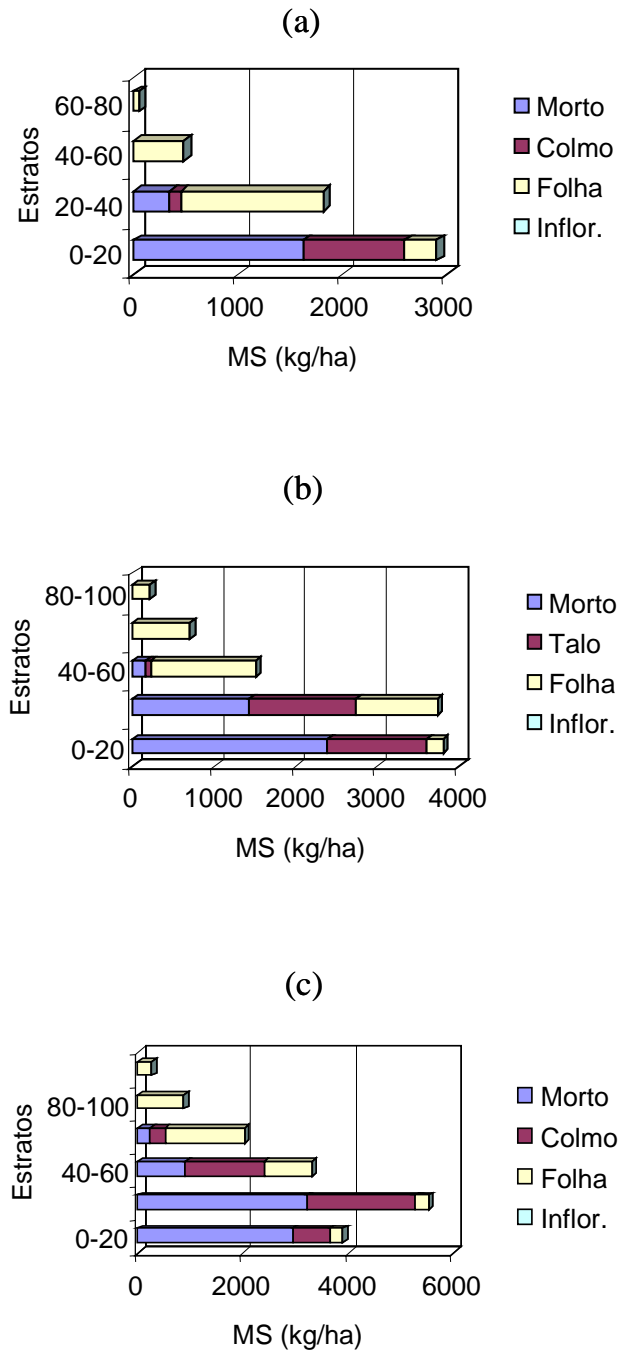 (a)
60-80
40-60
20-40
0-20
Estratos
0
1000
2000
3000
MS (kg/ha)
Morto
Colmo
Folha
Inflor.
(b)
80-100
40-60
0-20
Estratos
0
1000
2000
3000
4000
MS (kg/ha)
Morto
Talo
Folha
Inflor.
(c)
80-100
40-60
0-20
Estratos
0
2000
4000
6000
MS (kg/ha)
Morto
Colmo
Folha
Inflor.